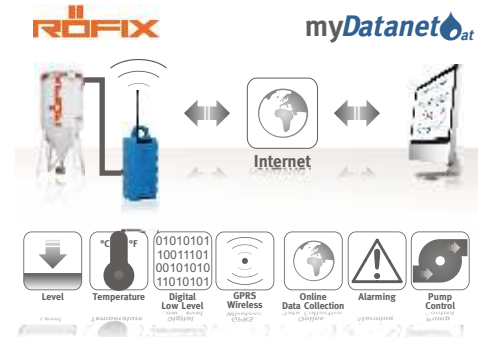 RÖFIX
myDatanet.at
RÖFIX
Internet
°C °F
01010101
10011101
00101010
11010101
Level
Temperature
Digital
Low Level
GPRS
Wireless
Online
Data Collection
Alarming
Pump
Control